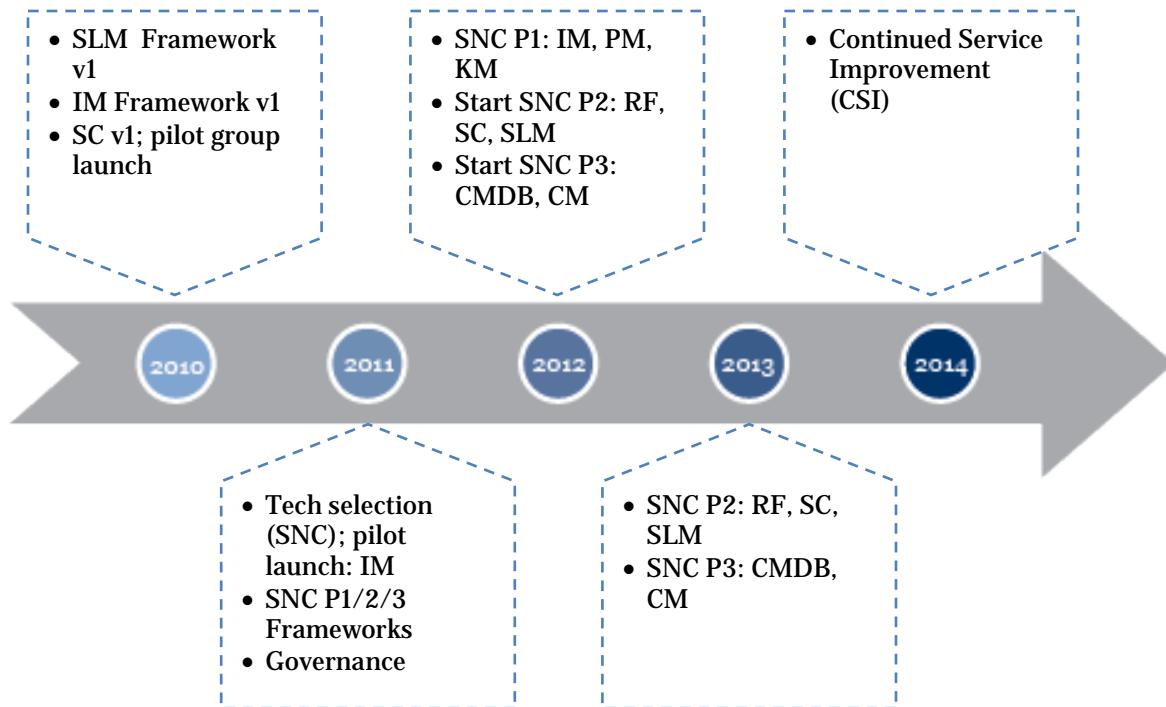 • SLM Framework
v1
• IM Framework v1
• SC v1; pilot group
launch
• SNC P1: IM, PM,
KM
• Start SNC P2: RF,
SC, SLM
• Start SNC P3:
CMDB, CM
• Continued Service
Improvement
(CSI)
2010
2011
2012
2013
2014
• Tech selection
(SNC); pilot
launch: IM
• SNC P1/2/3
Frameworks
• Governance
• SNC P2: RF, SC,
SLM
• SNC P3: CMDB,
CM